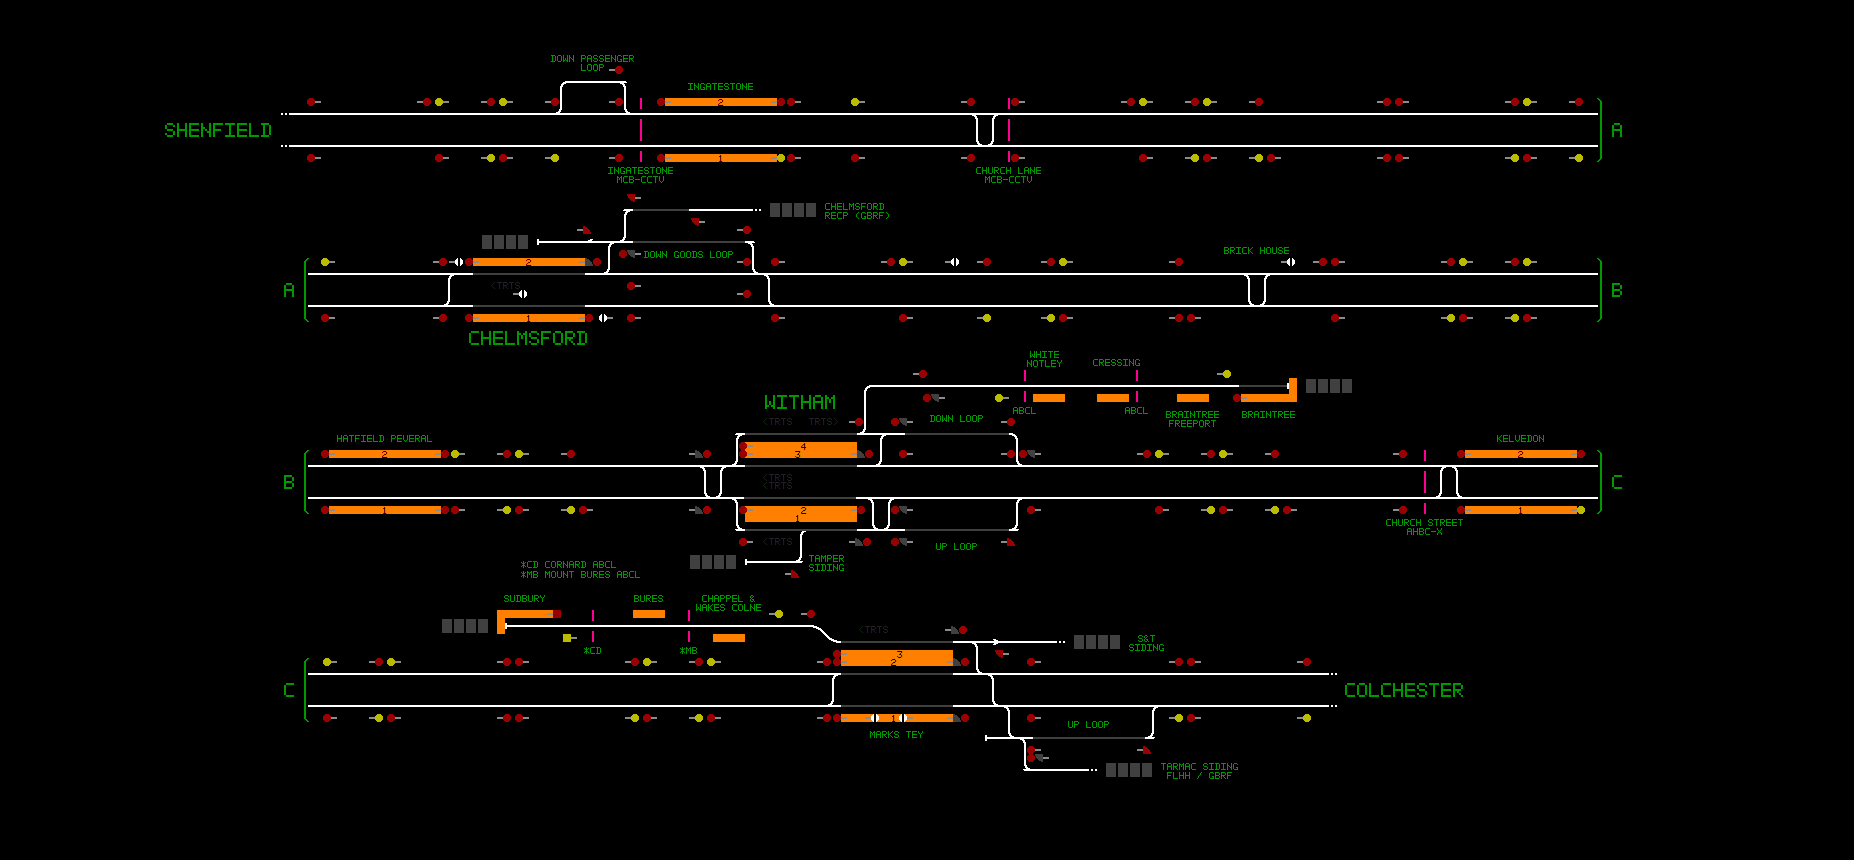 DOWN PASSENGER
LOOP
INGATESTONE
2
SHENFIELD
A
1
INGATESTONE
MCB-CCTV
CHURCH LANE
MCB-CCTV
CHELMSFORD
RECP (GBRF)
DOWN GOODS LOOP
BRICK HOUSE
2
<TRTS
A
B
1
CHELMSFORD
WHITE
NOTLEY
CRESSING
WITHAM
ABCL
ABCL
BRAINTREE
FREEPORT
BRAINTREE
DOWN LOOP
<TRTS TRTS>
HATFIELD PEVERAL
KELVEDON
4
2
3
2
<TRTS
<TRTS
B
C
1
2
1
1
CHURCH STREET
AHBC-X
<TRTS
UP LOOP
TAMPER
SIDING
*CD CORNARD ABCL
*MB MOUNT BURES ABCL
SUDBURY
BURES
CHAPPEL &
WAKES COLNE
<TRTS
S&T
SIDING
*CD
*MB
3
2
C
COLCHESTER
1
UP LOOP
MARKS TEY
TARMAC SIDING
FLHH / GBRF